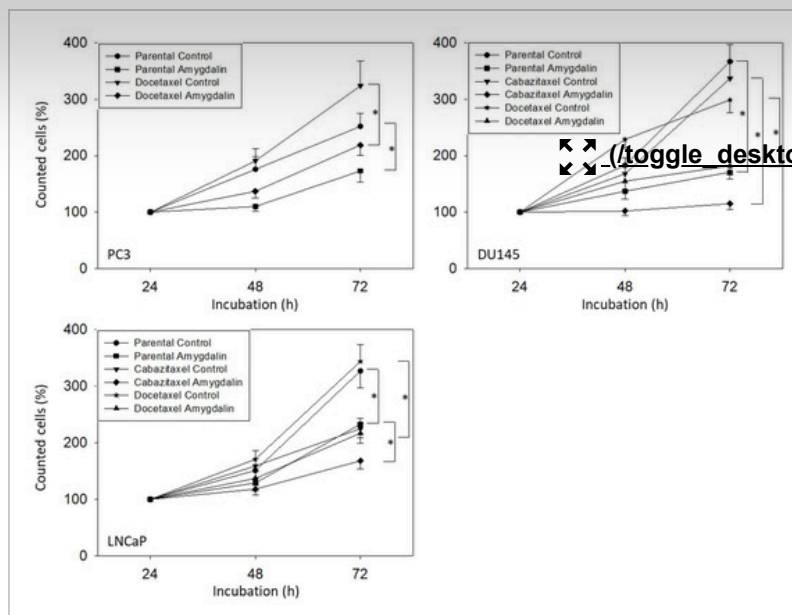 400
300
200
100
0
Counted cells (%)
Parental Control
Parental Amygdalin
Docetaxel Control
Docetaxel Amygdalin
*
*
PC3
24 48 72
Incubation (h)
400
300
200
100
0
Counted cells (%)
Parental Control
Parental Amygdalin
Cabazitaxel Control
Cabazitaxel Amygdalin
Docetaxel Control
Docetaxel Amygdalin
*
*
*
(/toggle_deskto
DU145
24 48 72
Incubation (h)
400
300
200
100
0
Counted cells (%)
Parental Control
Parental Amygdalin
Cabazitaxel Control
Cabazitaxel Amygdalin
Docetaxel Control
Docetaxel Amygdalin
*
*
*
LNCaP
24 48 72
Incubation (h)